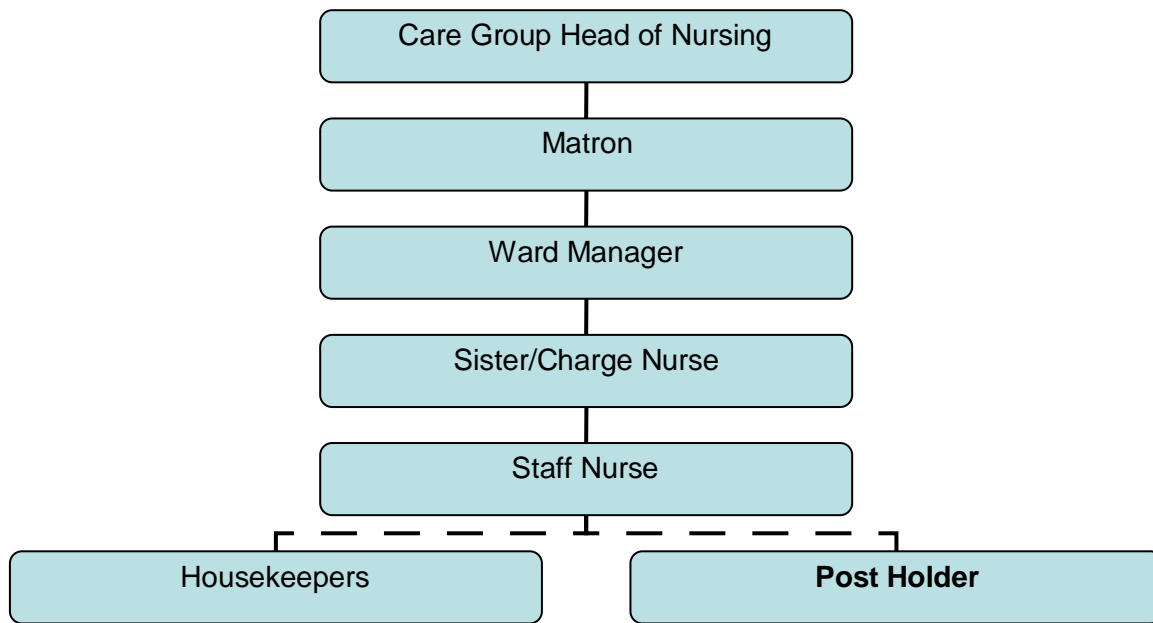 Care Group Head of Nursing
Matron
Ward Manager
Sister/Charge Nurse
Staff Nurse
Housekeepers
Post Holder